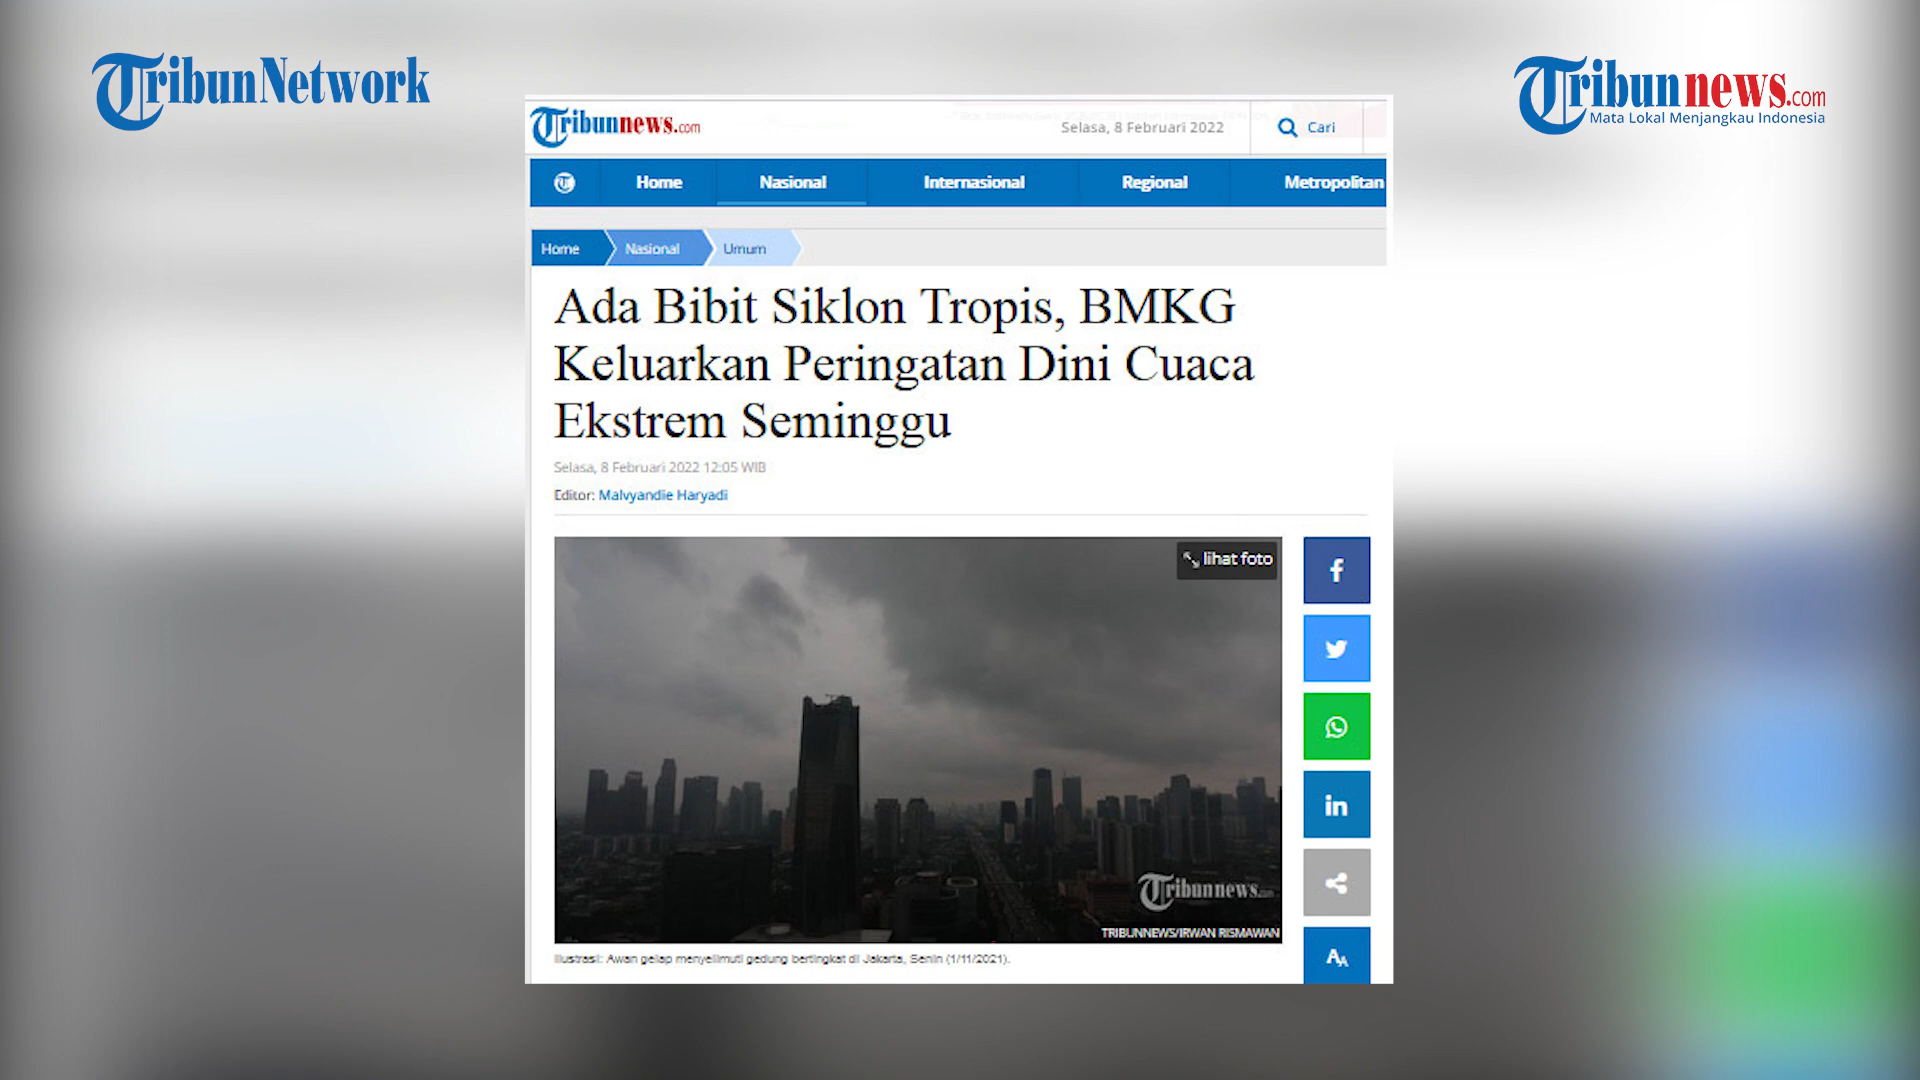 TribunNetwork
Tribunnews.com
Mata Lokal Menjangkau Indonesia
Tribunnews.com
Selasa, 8 Februari 2022
Cari
Home
Nasional
Internasional
Regional
Metropolitan
Home
Nasional
Umum
Ada Bibit Siklon Tropis, BMKG
Keluarkan Peringatan Dini Cuaca
Ekstrem Seminggu
Selasa, 8 Februari 2022 12:05 WIB
Editor: Malvyandie Haryadi
lihat foto
Tribunnews.com
TRIBUNNEWS/IRWAN RISMAWAN
Ilustrasi: Awan gelap menyelimuti gedung bertingkat di Jakarta, Senin (1/11/2021).